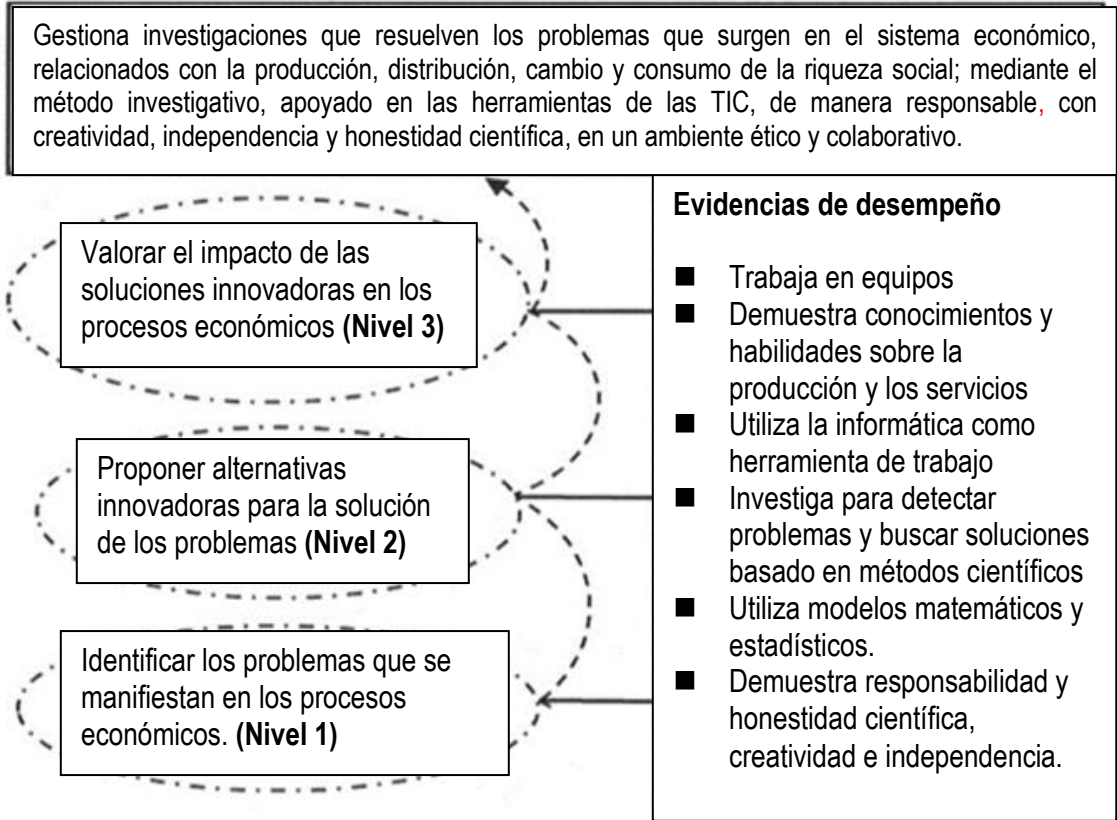 Gestiona investigaciones que resuelven los problemas que surgen en el sistema económico,
relacionados con la producción, distribución, cambio y consumo de la riqueza social; mediante el
método investigativo, apoyado en las herramientas de las TIC, de manera responsable, con
creatividad, independencia y honestidad científica, en un ambiente ético y colaborativo.
Valorar el impacto de las
soluciones innovadoras en los
procesos económicos (Nivel 3)
Proponer alternativas
innovadoras para la solución
de los problemas (Nivel 2)
Identificar los problemas que se
manifiestan en los procesos
económicos. (Nivel 1)
Evidencias de desempeño
■ Trabaja en equipos
■ Demuestra conocimientos y
habilidades sobre la
producción y los servicios
■ Utiliza la informática como
herramienta de trabajo
■ Investiga para detectar
problemas y buscar soluciones
basado en métodos científicos
■ Utiliza modelos matemáticos y
estadísticos.
■ Demuestra responsabilidad y
honestidad científica,
creatividad e independencia.